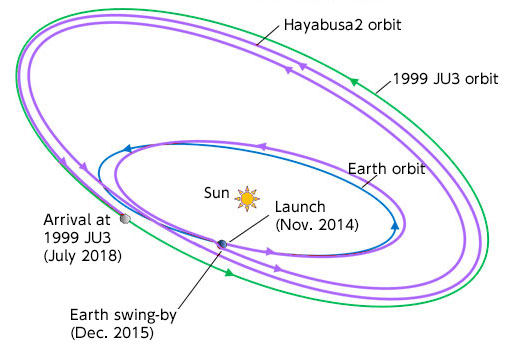 Hayabusa2 orbit
1999 JU3 orbit
Earth orbit
Sun
Launch
(Nov. 2014)
Arrival at
1999 JU3
(July 2018)
Earth swing-by
(Dec. 2015)